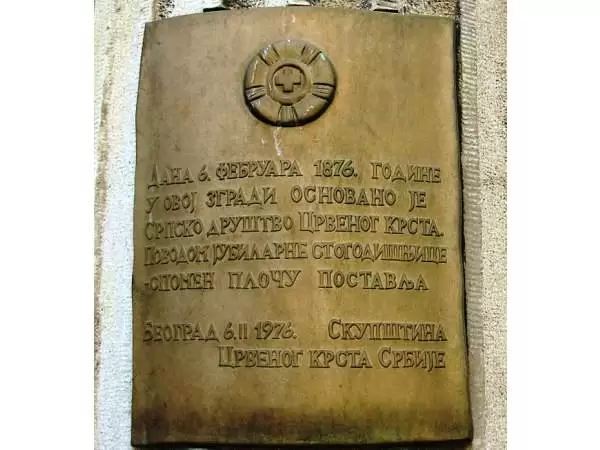 Дана 6. фебруара 1876. године
у овој згради основано је
Српско друштво Црвеног крста.
Поводом јубиларне стогодишњице
-спомен плочу поставља
Београд 6.II 1976. Скупштина
Црвеног крста Србије